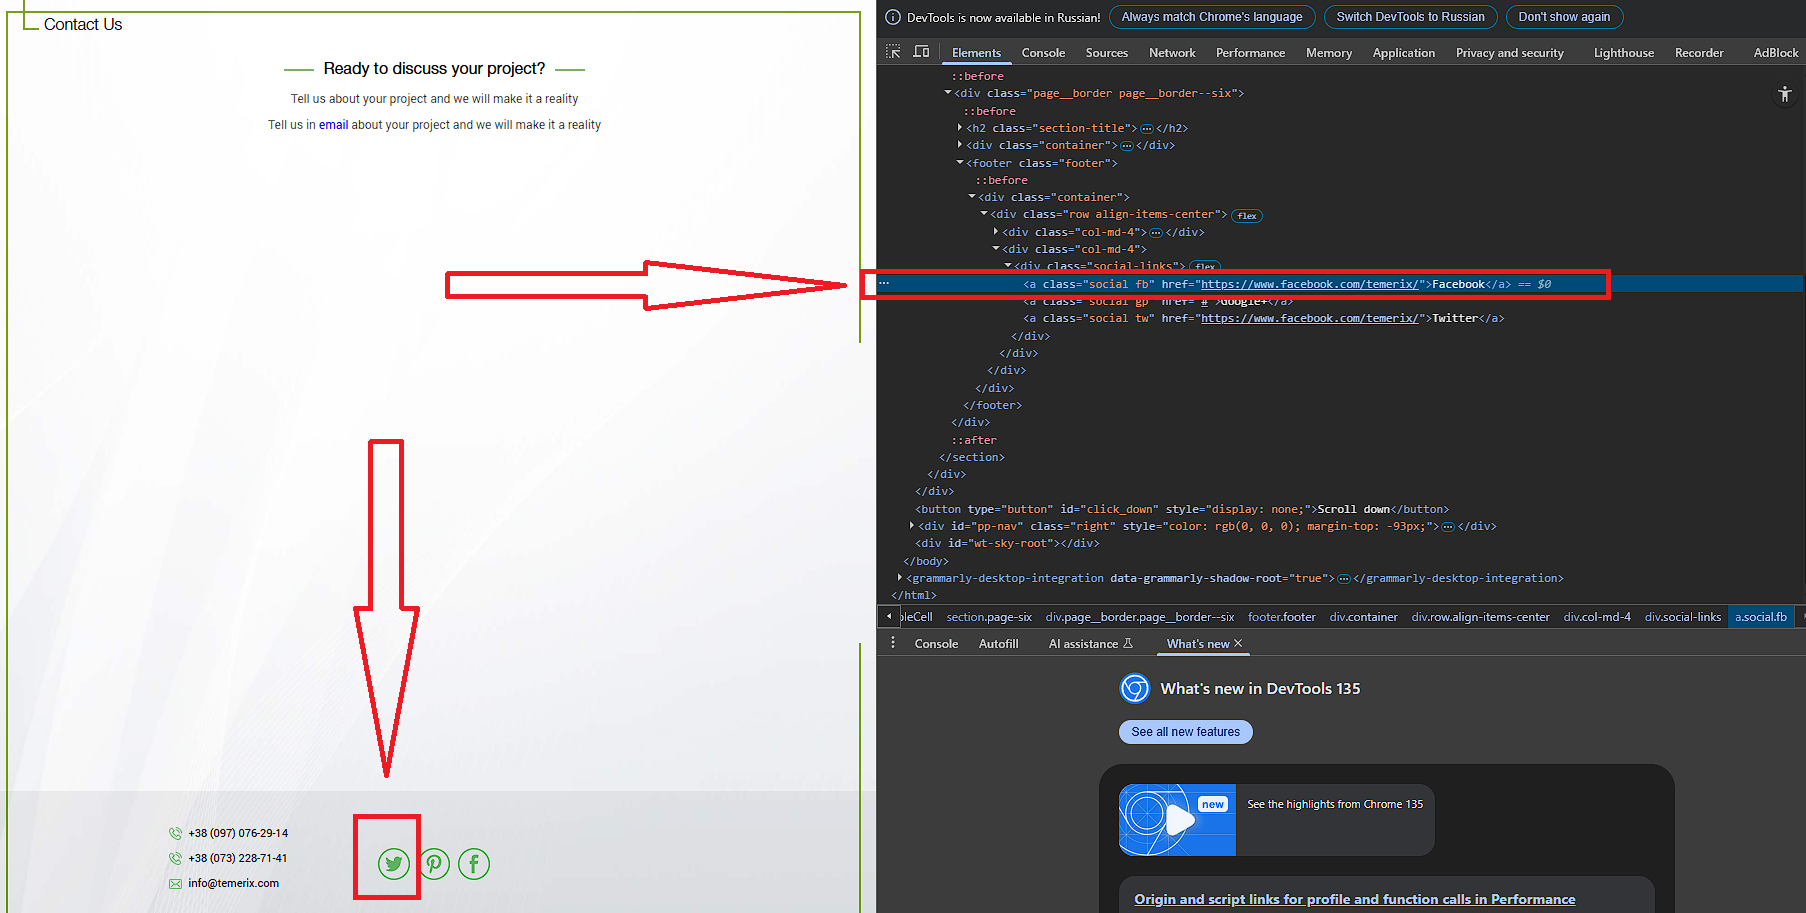 Contact Us
Ready to discuss your project?
Tell us about your project and we will make it a reality
Tell us in email about your project and we will make it a reality
+38 (097) 076-29-14
+38 (073) 228-71-41
info@temerix.com
DevTools is now available in Russian! Always match Chrome's language Switch DevTools to Russian Don't show again
Elements Console Sources Network Performance Memory Application Privacy and security Lighthouse Recorder AdBlock
::before
<div class="page__border page__border--six">
::before
<h2 class="section-title">…</h2>
<div class="container">…</div>
<footer class="footer">
::before
<div class="container">
<div class="row align-items-center"> flex
<div class="col-md-4">…</div>
<div class="col-md-4">
<div class="social-links"> flex
… <a class="social fb" href="https://www.facebook.com/temerix/">Facebook</a> == $0
<a class="social gp" href="#">Google+</a>
<a class="social tw" href="https://www.facebook.com/temerix/">Twitter</a>
</div>
</div>
</div>
</div>
</footer>
</div>
::after
</section>
</div>
</div>
<button type="button" id="click_down" style="display: none;">Scroll down</button>
<div id="pp-nav" class="right" style="color: rgb(0, 0, 0); margin-top: -93px;">…</div>
<div id="wt-sky-root"></div>
</body>
<grammarly-desktop-integration data-grammarly-shadow-root="true">…</grammarly-desktop-integration>
</html>
bleCell section.page-six div.page__border.page__border--six footer.footer div.container div.row.align-items-center div.col-md-4 div.social-links a.social.fb
Console Autofill AI assistance What's new
What's new in DevTools 135
See all new features
new
See the highlights from Chrome 135
Origin and script links for profile and function calls in Performance